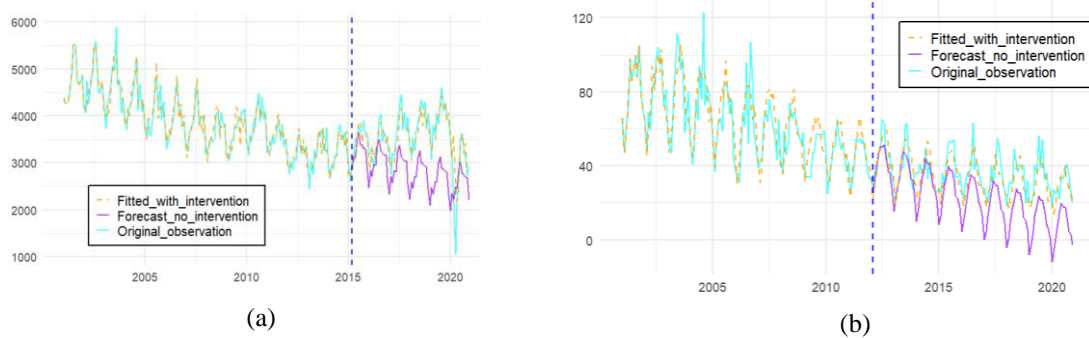 6000
5000
4000
3000
2000
1000
Fitted_with_intervention
Forecast_no_intervention
Original_observation
2005
2010
2015
2020
(a)
120
80
40
0
Fitted_with_intervention
Forecast_no_intervention
Original_observation
2005
2010
2015
2020
(b)